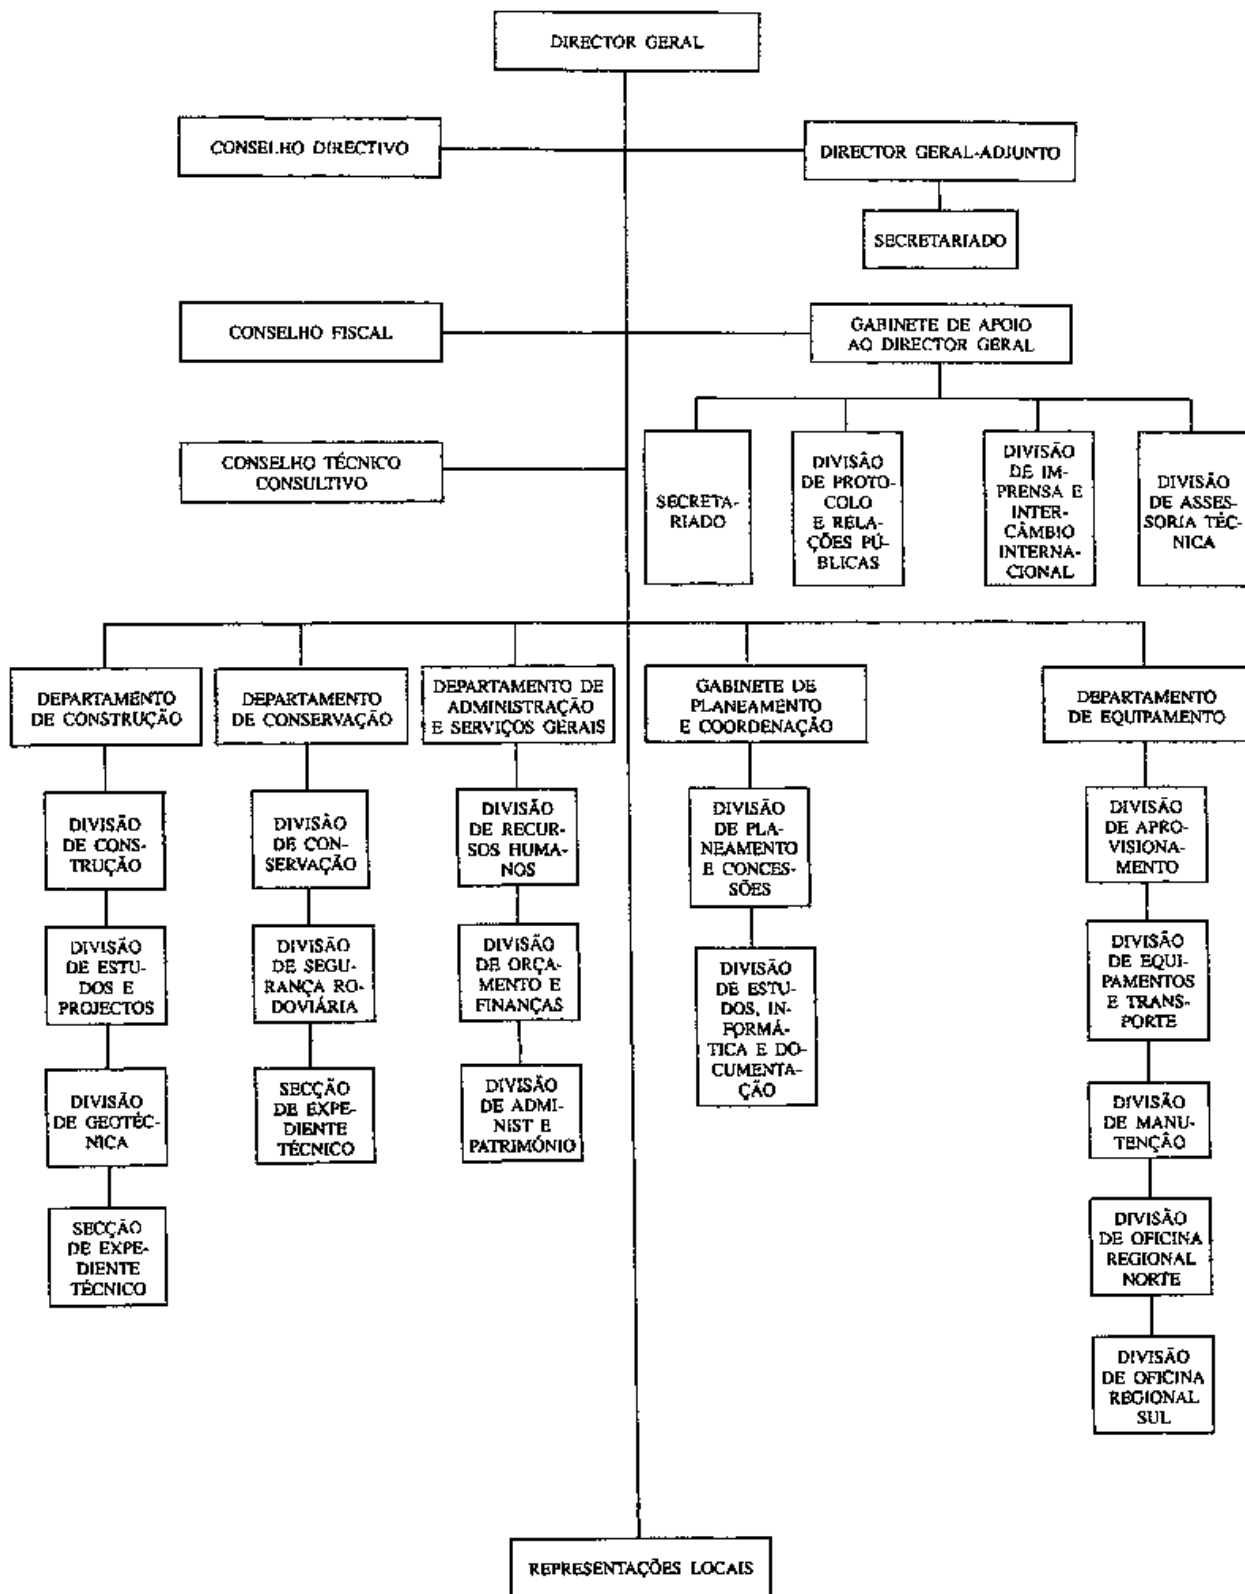 DIRECTOR GERAL
CONSELHO DIRECTIVO
DIRECTOR GERAL-ADJUNTO
SECRETARIADO
CONSELHO FISCAL
GABINETE DE APOIO
AO DIRECTOR GERAL
CONSELHO TÉCNICO
CONSULTIVO
SECRETA-
RIADO
DIVISÃO
DE PROTO-
COLO
E RELA-
ÇÕES PÚ-
BLICAS
DIVISÃO
DE IM-
PRENSA E
INTER-
CÂMBIO
INTERNA-
CIONAL
DIVISÃO
DE ASSES-
SORIA TÉC-
NICA
DEPARTAMENTO
DE CONSTRUÇÃO
DEPARTAMENTO
DE CONSERVAÇÃO
DEPARTAMENTO DE
ADMINISTRAÇÃO
E SERVIÇOS GERAIS
GABINETE DE
PLANEAMENTO
E COORDENAÇÃO
DEPARTAMENTO
DE EQUIPAMENTO
DIVISÃO
DE CONS-
TRUÇÃO
DIVISÃO
DE ESTU-
DOS E
PROJECTOS
DIVISÃO
DE GEOTÉC-
NICA
SECÇÃO
DE EXPE-
DIENTE
TÉCNICO
DIVISÃO
DE CON-
SERVAÇÃO
DIVISÃO
DE SEGU-
RANÇA RO-
DOVIÁRIA
SECÇÃO
DE EXPE-
DIENTE
TÉCNICO
DIVISÃO
DE RECUR-
SOS HUMA-
NOS
DIVISÃO
DE ORÇA-
MENTO E
FINANÇAS
DIVISÃO
DE ADMI-
NIST E
PATRIMÓNIO
DIVISÃO
DE PLA-
NEAMENTO
E CONCES-
SÕES
DIVISÃO
DE ESTU-
DOS, IN-
FORMÁ-
TICA E DO-
CUMENTA-
ÇÃO
DIVISÃO
DE APRO-
VISIONA-
MENTO
DIVISÃO
DE EQUI-
PAMENTOS
E TRANS-
PORTE
DIVISÃO
DE MANU-
TENÇÃO
DIVISÃO
DE OFICINA
REGIONAL
NORTE
DIVISÃO
DE OFICINA
REGIONAL
SUL
REPRESENTAÇÕES LOCAIS